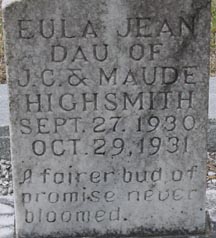 EULA JEAN
DAU OF
J.C. & MAUDE
HIGHSMITH
SEPT. 27. 1930
OCT. 29, 1931
A fairer bud of
promise never
bloomed.